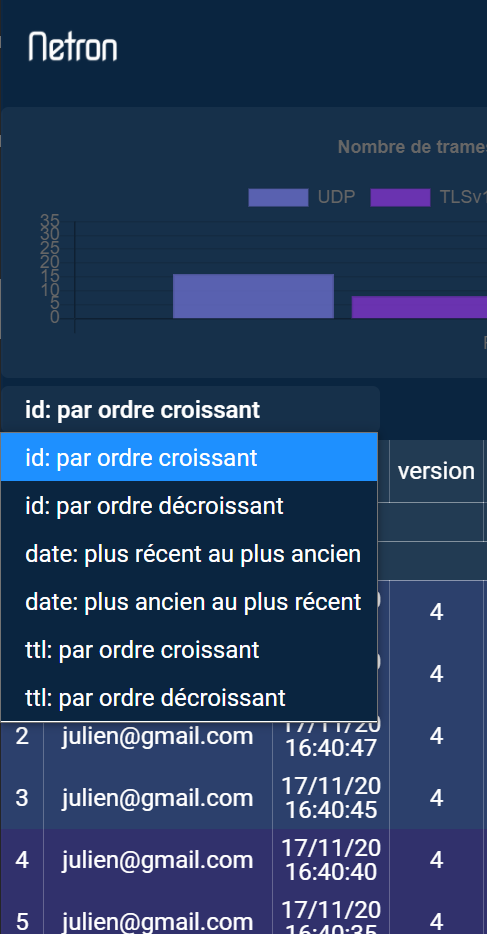 Netron
Nombre de trames
UDP TLSv1
35
30
25
20
15
10
5
0
id: par ordre croissant
id: par ordre croissant
version
id: par ordre décroissant
date: plus récent au plus ancien
date: plus ancien au plus récent
4
ttl: par ordre croissant
4
ttl: par ordre décroissant
2 julien@gmail.com 17/11/20 16:40:47 4
3 julien@gmail.com 17/11/20 16:40:45 4
4 julien@gmail.com 17/11/20 16:40:40 4
5 julien@gmail.com 17/11/20 16:40:35 4